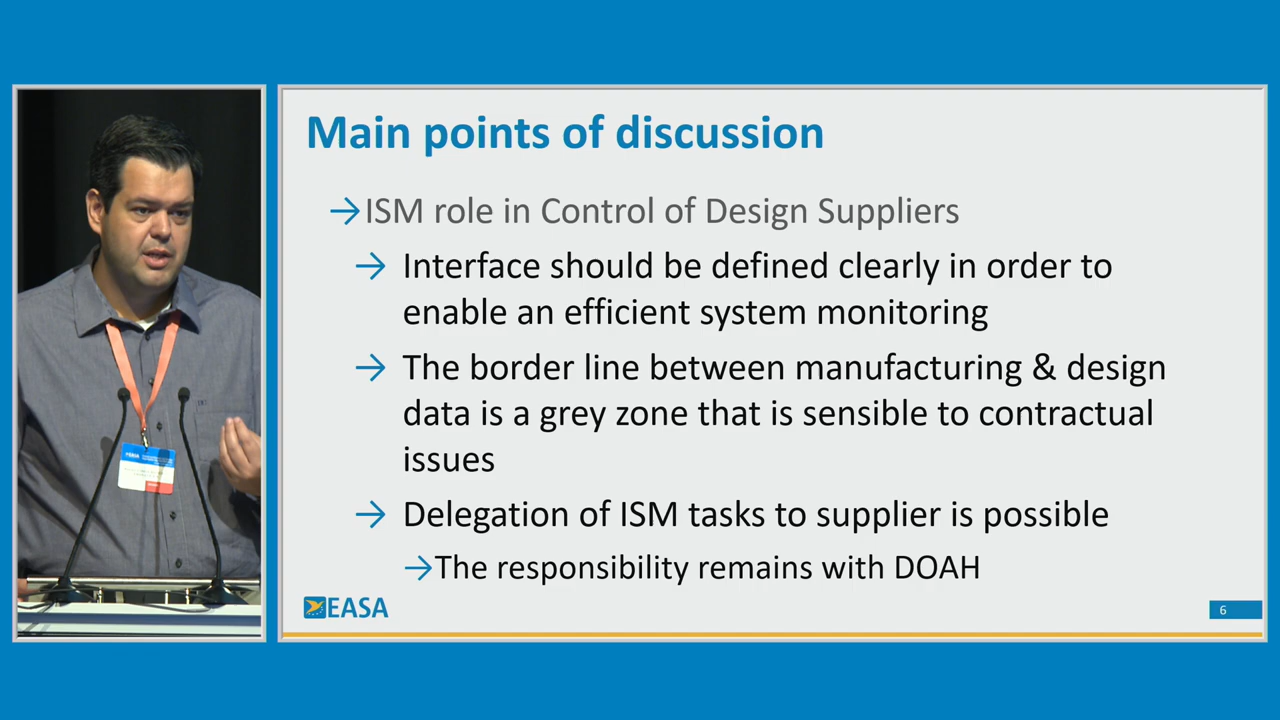 Main points of discussion
→ISM role in Control of Design Suppliers
→ Interface should be defined clearly in order to
enable an efficient system monitoring
→ The border line between manufacturing & design
data is a grey zone that is sensible to contractual
issues
→ Delegation of ISM tasks to supplier is possible
→The responsibility remains with DOAH
EASA
6